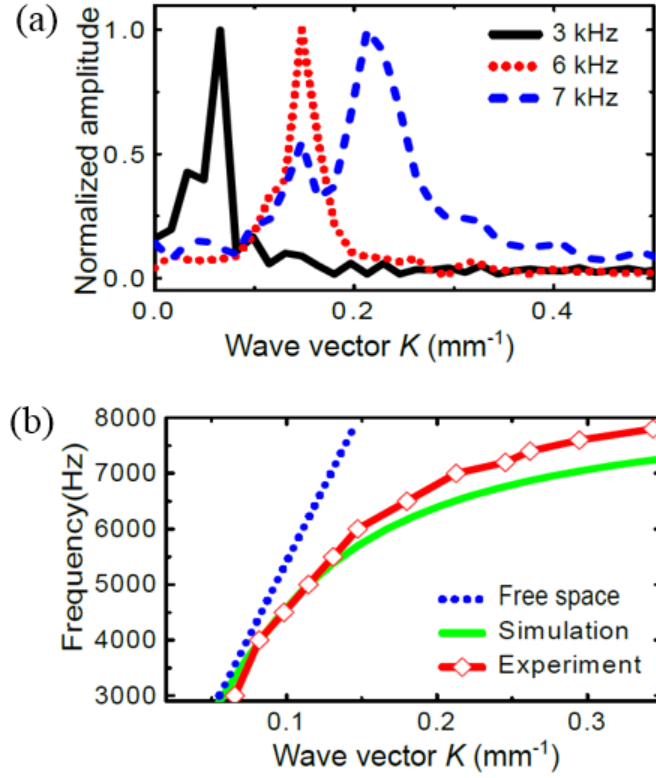 (a)
Normalized amplitude
1.0
0.5
0.0
3 kHz
6 kHz
7 kHz
0.0
0.2
0.4
Wave vector K (mm⁻¹)
(b)
Frequency(Hz)
8000
7000
6000
5000
4000
3000
Free space
Simulation
Experiment
0.1
0.2
0.3
Wave vector K (mm⁻¹)